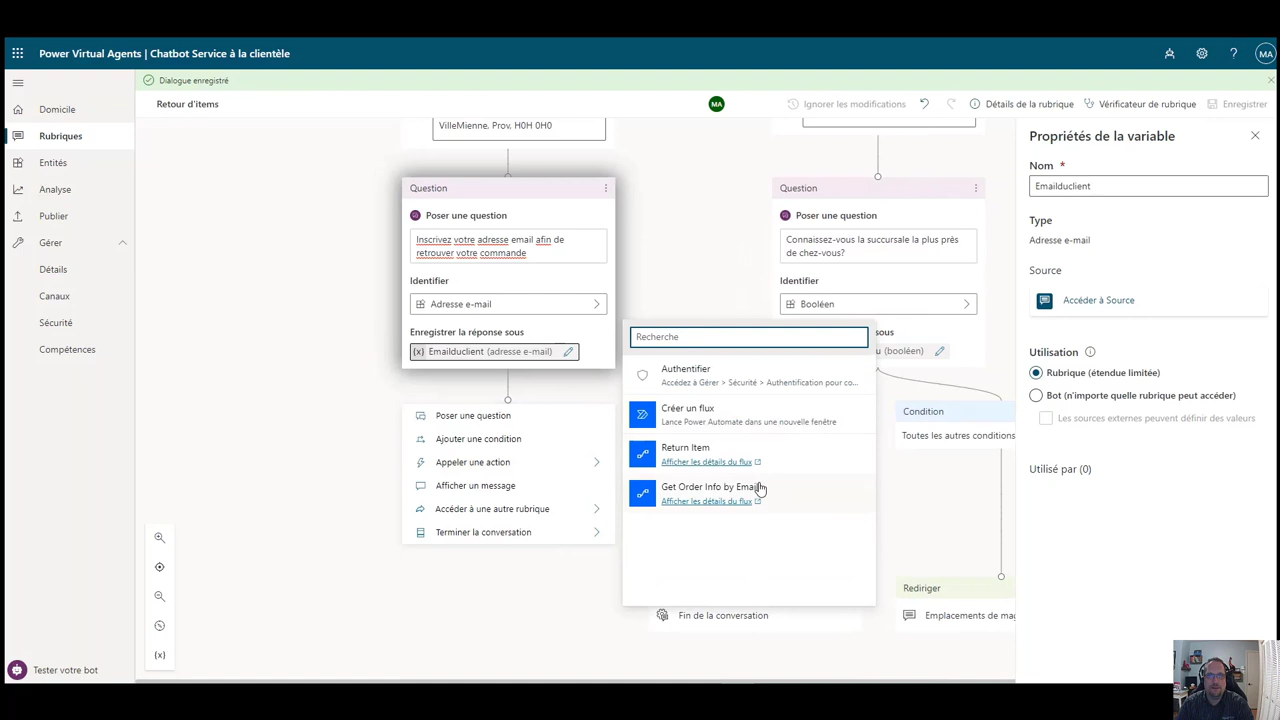 Power Virtual Agents | Chatbot Service à la clientèle
MA
Dialogue enregistré
Retour d'items
MA
Ignorer les modifications
Détails de la rubrique
Vérificateur de rubrique
Enregistrer
Domicile
Rubriques
Entités
Analyse
Publier
Gérer
Détails
Canaux
Sécurité
Compétences
Tester votre bot
VilleMienne, Prov, H0H 0H0
Question
Poser une question
Inscrivez votre adresse email afin de
retrouver votre commande
Identifier
Adresse e-mail
Enregistrer la réponse sous
(x) Emailduclient (adresse e-mail)
Poser une question
Ajouter une condition
Appeler une action
Afficher un message
Accéder à une autre rubrique
Terminer la conversation
(x)
Recherche
Authentifier
Accédez à Gérer > Sécurité > Authentification pour co...
Créer un flux
Lance Power Automate dans une nouvelle fenêtre
Return Item
Afficher les détails du flux
Get Order Info by Email
Afficher les détails du flux
Fin de la conversation
Question
Poser une question
Connaissez-vous la succursale la plus près
de chez-vous?
Identifier
Booléen
sous
(booléen)
Condition
Toutes les autres conditions
Rediriger
Emplacements de mag
Propriétés de la variable
Nom *
Emailduclient
Type
Adresse e-mail
Source
Accéder à Source
Utilisation
Rubrique (étendue limitée)
Bot (n'importe quelle rubrique peut accéder)
Les sources externes peuvent définir des valeurs
Utilisé par (0)